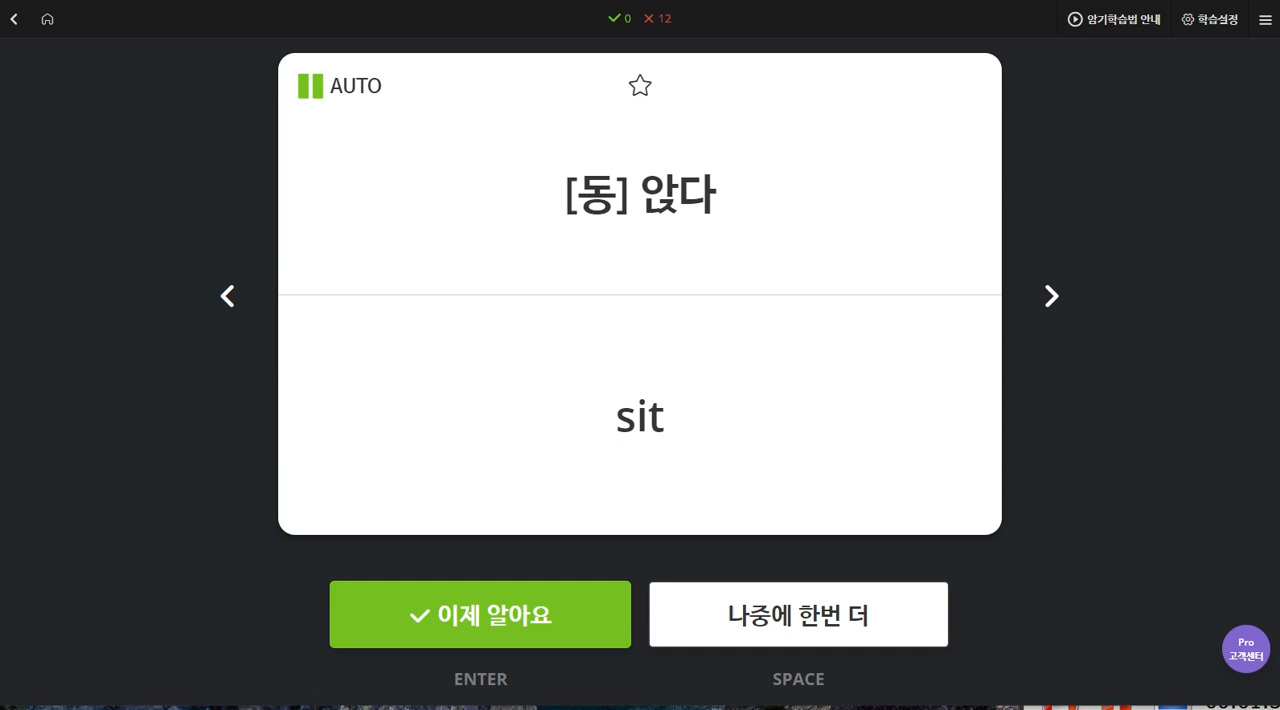 0 12 암기학습법 안내 학습설정
AUTO
[동] 앉다
sit
이제 알아요 나중에 한번 더
ENTER SPACE
Pro
고객센터